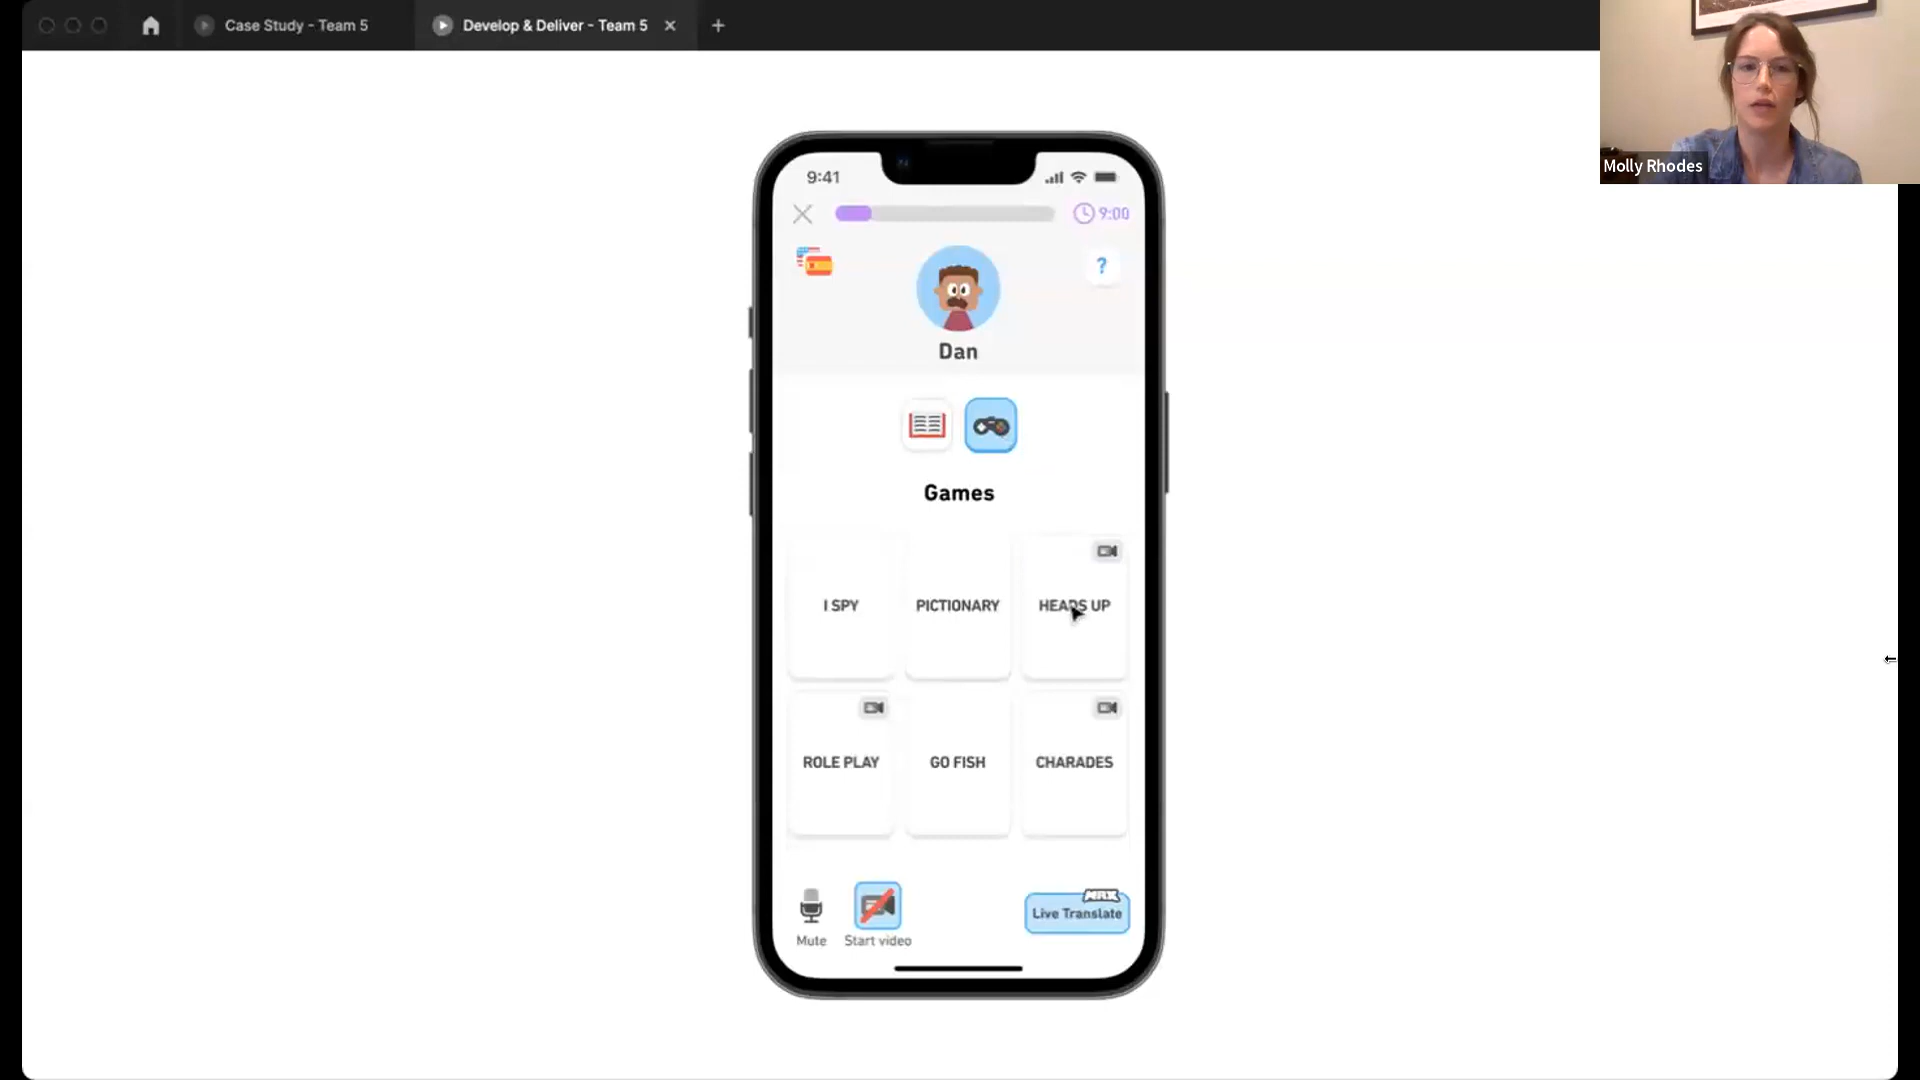 Case Study - Team 5
Develop & Deliver - Team 5
Molly Rhodes
9:41
9:00
?
Dan
Games
I SPY
PICTIONARY
HEADS UP
ROLE PLAY
GO FISH
CHARADES
MAX
Live Translate
Mute
Start video